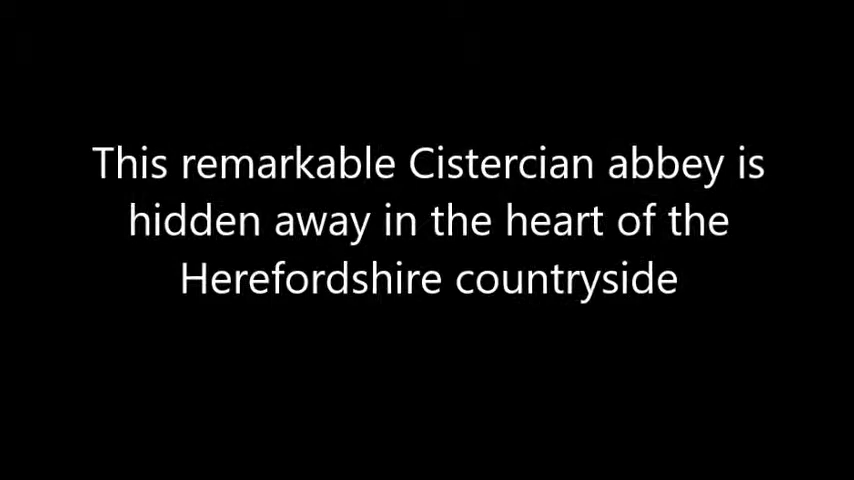 This remarkable Cistercian abbey is
hidden away in the heart of the
Herefordshire countryside